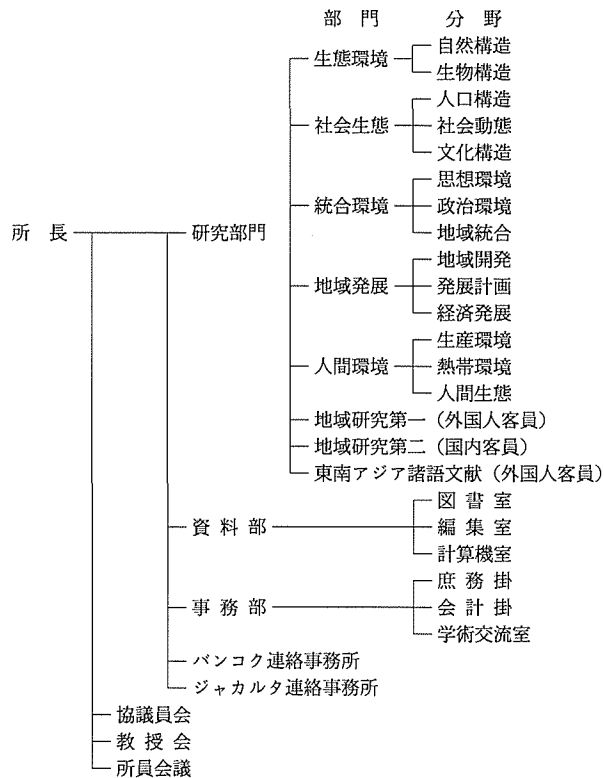 部　門　　分　野
自然構造
生態環境
生物構造
人口構造
社会生態　社会動態
文化構造
思想環境
統合環境　政治環境
所　長　研究部門　地域統合
地域開発
地域発展　発展計画
経済発展
生産環境
人間環境　熱帯環境
人間生態
地域研究第一（外国人客員）
地域研究第二（国内客員）
東南アジア諸語文献（外国人客員）
図 書 室
資 料 部　編 集 室
計算機室
庶 務 掛
事 務 部　会 計 掛
学術交流室
バンコク連絡事務所
ジャカルタ連絡事務所
協議員会
教 授 会
所員会議